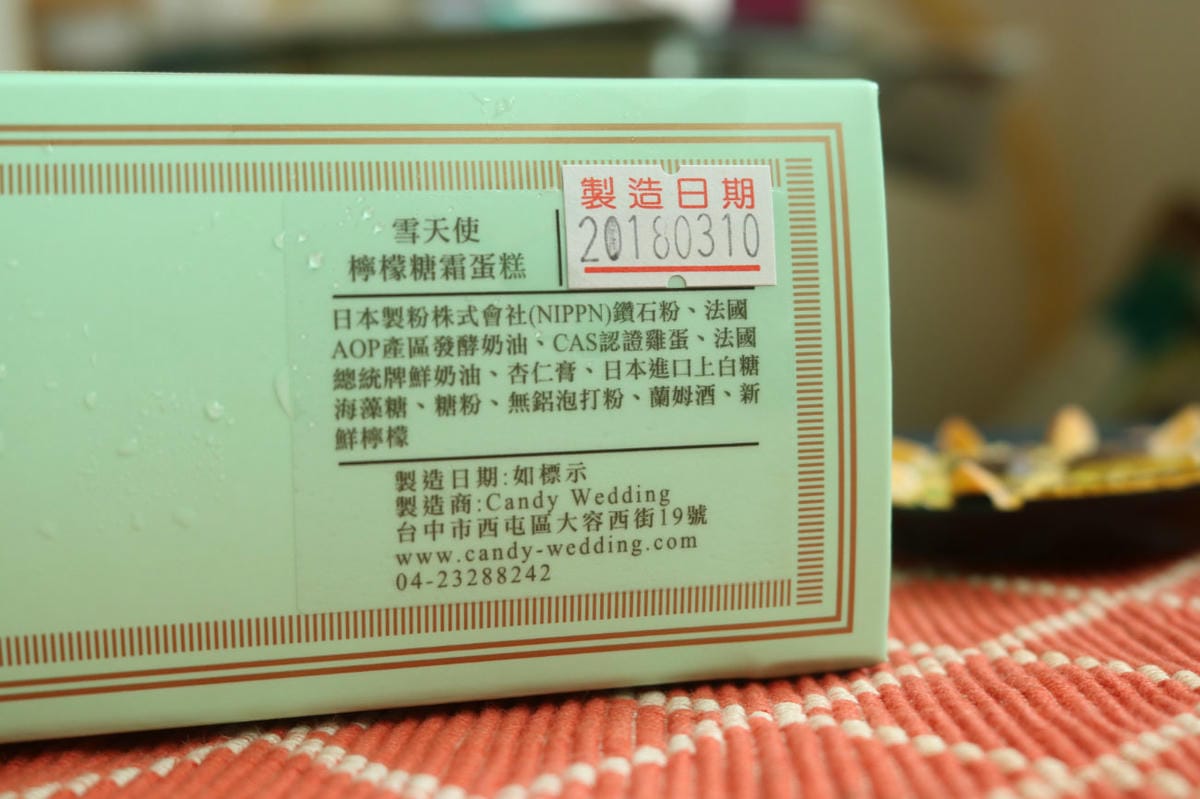 雪天使
檸檬糖霜蛋糕
製造日期
20180310
日本製粉株式會社(NIPPN)鑽石粉、法國
AOP產區發酵奶油、CAS認證雞蛋、法國
總統牌鮮奶油、杏仁膏、日本進口上白糖
海藻糖、糖粉、無鋁泡打粉、蘭姆酒、新
鮮檸檬
製造日期:如標示
製造商:Candy Wedding
台中市西屯區大容西街19號
www.candy-wedding.com
04-23288242